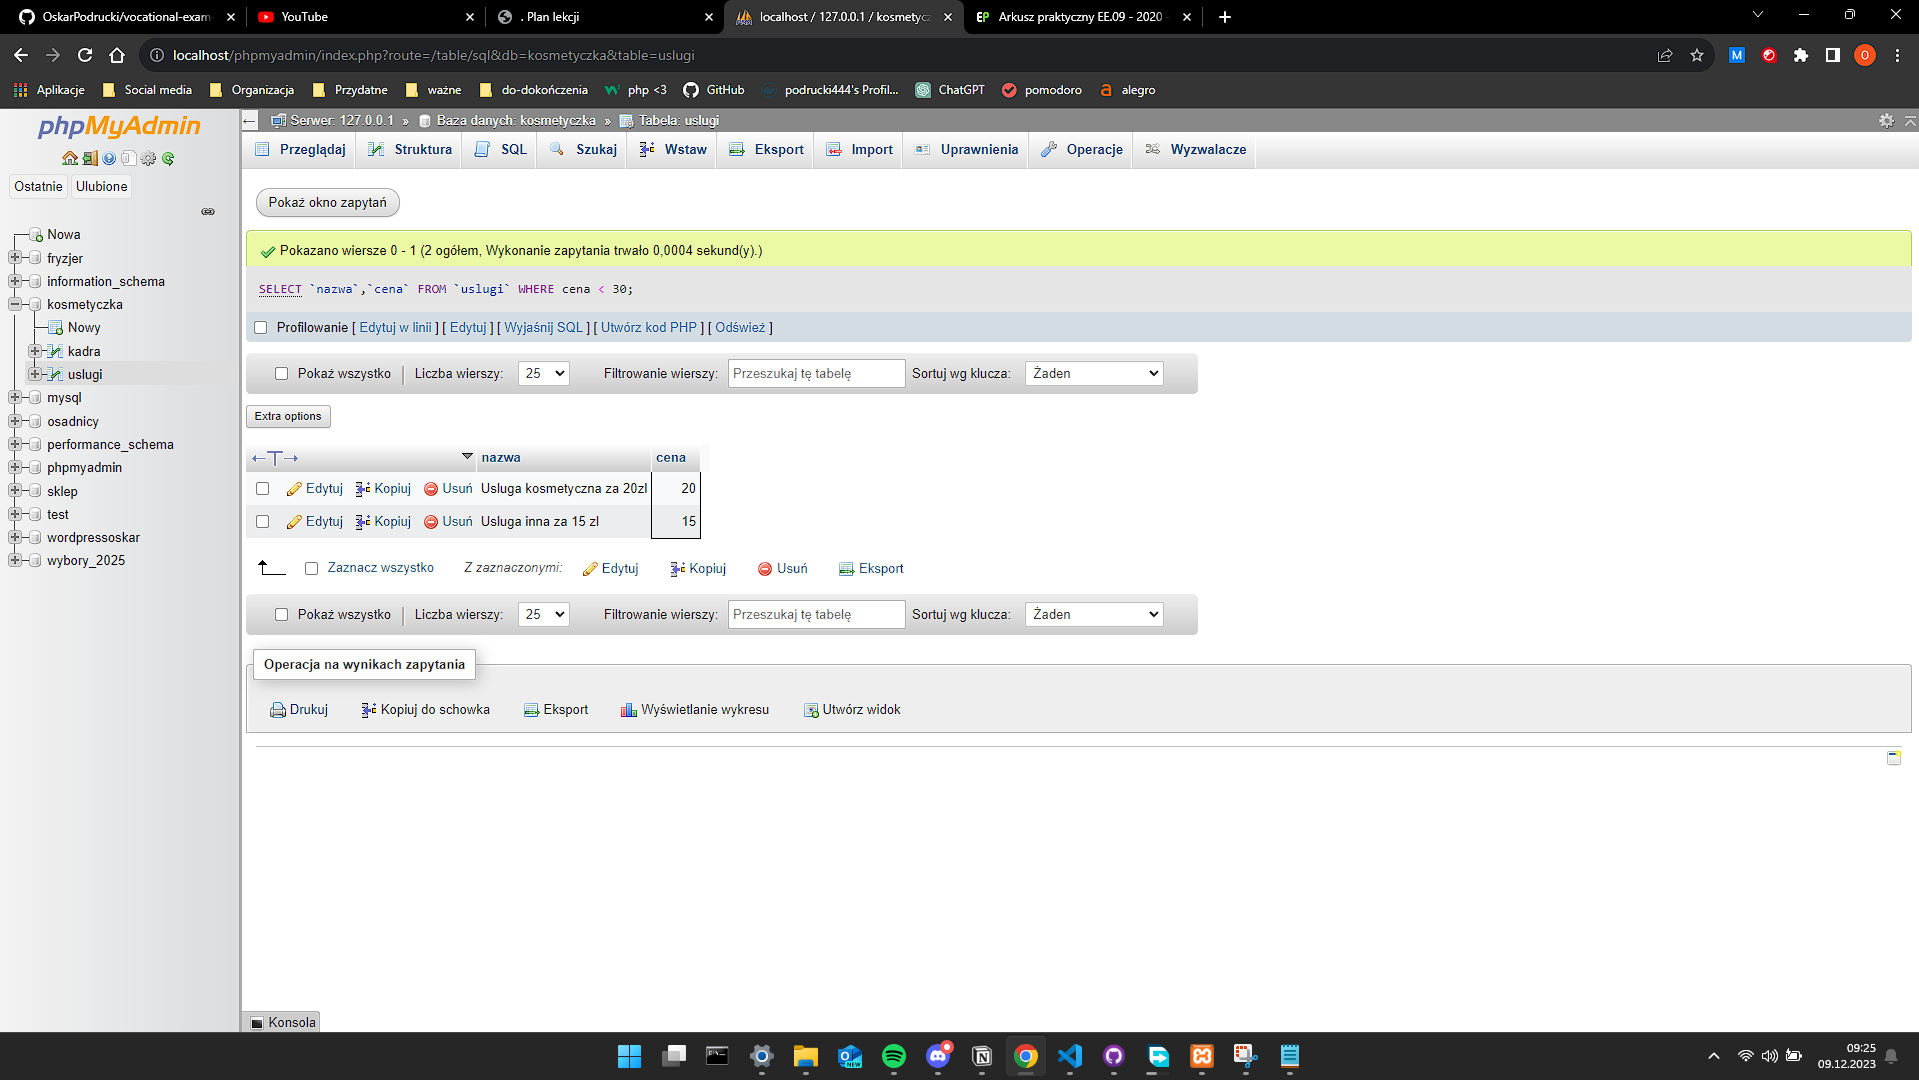 OskarPodrucki/vocational-exam
YouTube
. Plan lekcji
localhost / 127.0.0.1 / kosmetycz
Arkusz praktyczny EE.09 - 2020
localhost/phpmyadmin/index.php?route=/table/sql&db=kosmetyczka&table=uslugi
Aplikacje
Social media
Organizacja
Przydatne
ważne
do-dokończenia
php <3
GitHub
podrucki444's Profil...
ChatGPT
pomodoro
alegro
phpMyAdmin
Ostatnie
Ulubione
Nowa
fryzjer
information_schema
kosmetyczka
Nowy
kadra
uslugi
mysql
osadnicy
performance_schema
phpmyadmin
sklep
test
wordpressoskar
wybory_2025
Serwer: 127.0.0.1 » Baza danych: kosmetyczka » Tabela: uslugi
Przeglądaj
Struktura
SQL
Szukaj
Wstaw
Eksport
Import
Uprawnienia
Operacje
Wyzwalacze
Pokaż okno zapytań
Pokazano wiersze 0 - 1 (2 ogółem, Wykonanie zapytania trwało 0,0004 sekund(y).)
SELECT `nazwa`,`cena` FROM `uslugi` WHERE cena < 30;
Profilowanie [ Edytuj w linii ] [ Edytuj ] [ Wyjaśnij SQL ] [ Utwórz kod PHP ] [ Odśwież ]
Pokaż wszystko | Liczba wierszy: 25 Filtrowanie wierszy: Przeszukaj tę tabelę Sortuj wg klucza: Żaden
Extra options
←T→ nazwa cena
Edytuj Kopiuj Usuń Usluga kosmetyczna za 20zl 20
Edytuj Kopiuj Usuń Usluga inna za 15 zl 15
Zaznacz wszystko Z zaznaczonymi: Edytuj Kopiuj Usuń Eksport
Pokaż wszystko | Liczba wierszy: 25 Filtrowanie wierszy: Przeszukaj tę tabelę Sortuj wg klucza: Żaden
Operacja na wynikach zapytania
Drukuj Kopiuj do schowka Eksport Wyświetlanie wykresu Utwórz widok
Konsola
09:25
09.12.2023